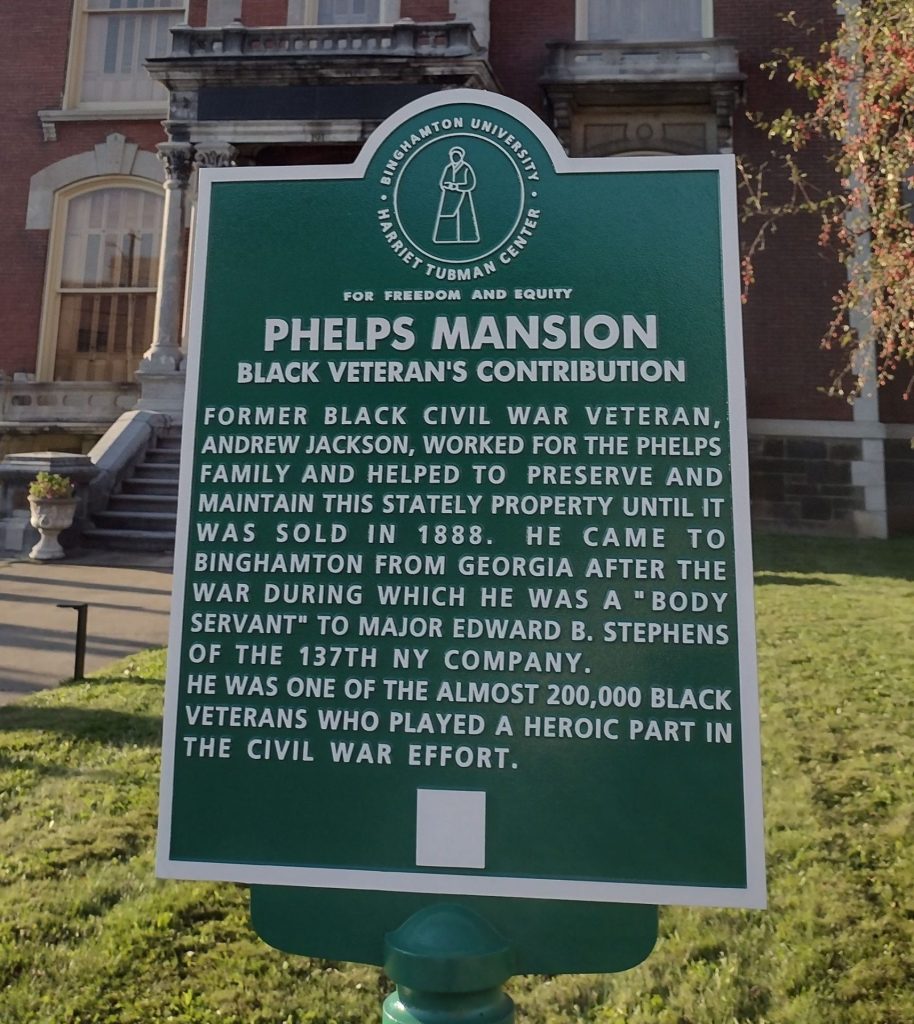 BINGHAMTON UNIVERSITY
HARRIET TUBMAN CENTER
FOR FREEDOM AND EQUITY
PHELPS MANSION
BLACK VETERAN'S CONTRIBUTION
FORMER BLACK CIVIL WAR VETERAN,
ANDREW JACKSON, WORKED FOR THE PHELPS
FAMILY AND HELPED TO PRESERVE AND
MAINTAIN THIS STATELY PROPERTY UNTIL IT
WAS SOLD IN 1888. HE CAME TO
BINGHAMTON FROM GEORGIA AFTER THE
WAR DURING WHICH HE WAS A "BODY
SERVANT" TO MAJOR EDWARD B. STEPHENS
OF THE 137TH NY COMPANY.
HE WAS ONE OF THE ALMOST 200,000 BLACK
VETERANS WHO PLAYED A HEROIC PART IN
THE CIVIL WAR EFFORT.